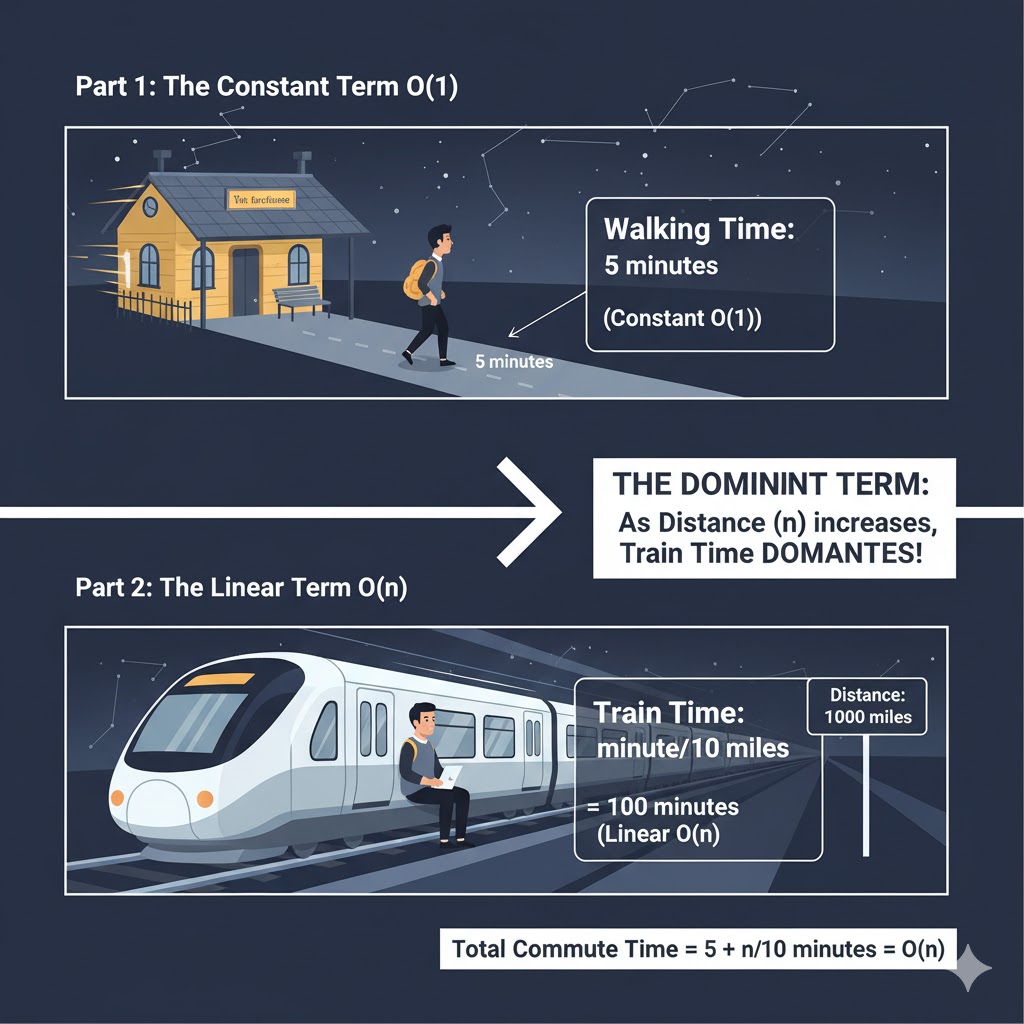 Part 1: The Constant Term O(1)
Walking Time:
5 minutes
(Constant O(1))
5 minutes
THE DOMININT TERM:
As Distance (n) increases,
Train Time DOMANTES!
Part 2: The Linear Term O(n)
Distance:
1000 miles
Train Time:
minute/10 miles
= 100 minutes
(Linear O(n)
Total Commute Time = 5 + n/10 minutes = O(n)